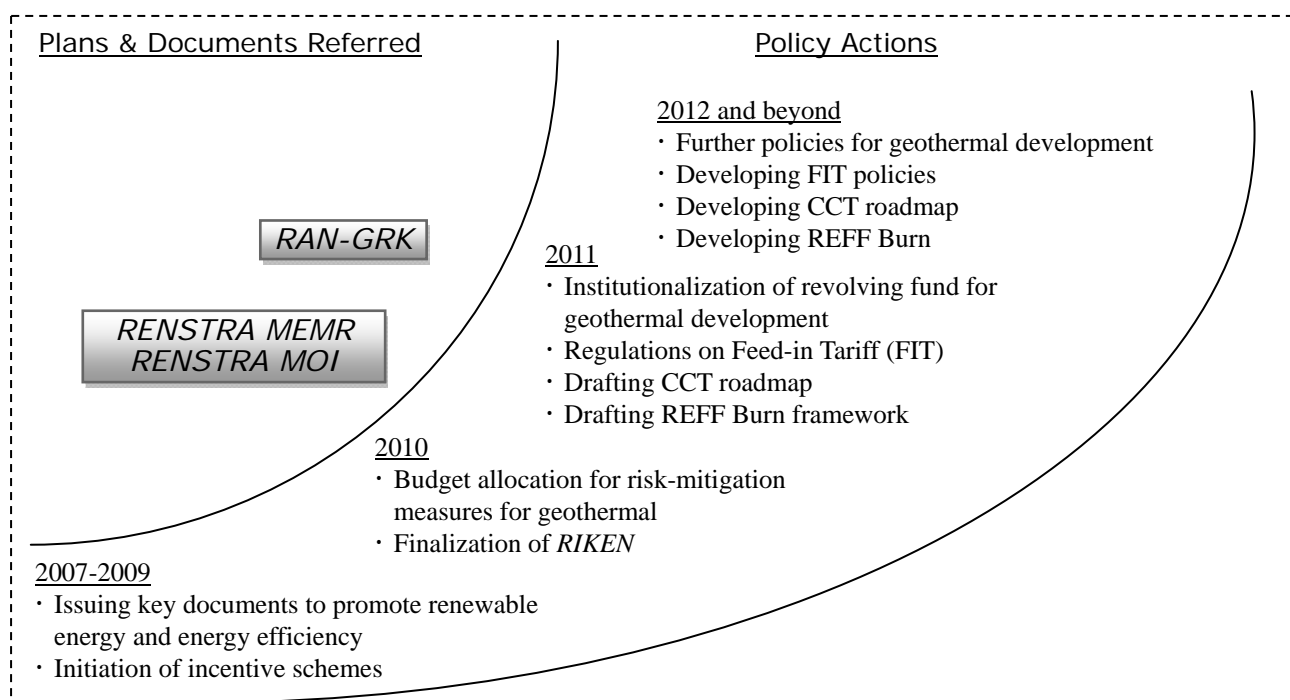 Plans & Documents Referred
Policy Actions
2012 and beyond
・Further policies for geothermal development
・Developing FIT policies
・Developing CCT roadmap
・Developing REFF Burn
RAN-GRK
2011
・Institutionalization of revolving fund for
geothermal development
・Regulations on Feed-in Tariff (FIT)
・Drafting CCT roadmap
・Drafting REFF Burn framework
RENSTRA MEMR
RENSTRA MOI
2010
・Budget allocation for risk-mitigation
measures for geothermal
・Finalization of RIKEN
2007-2009
・Issuing key documents to promote renewable
energy and energy efficiency
・Initiation of incentive schemes